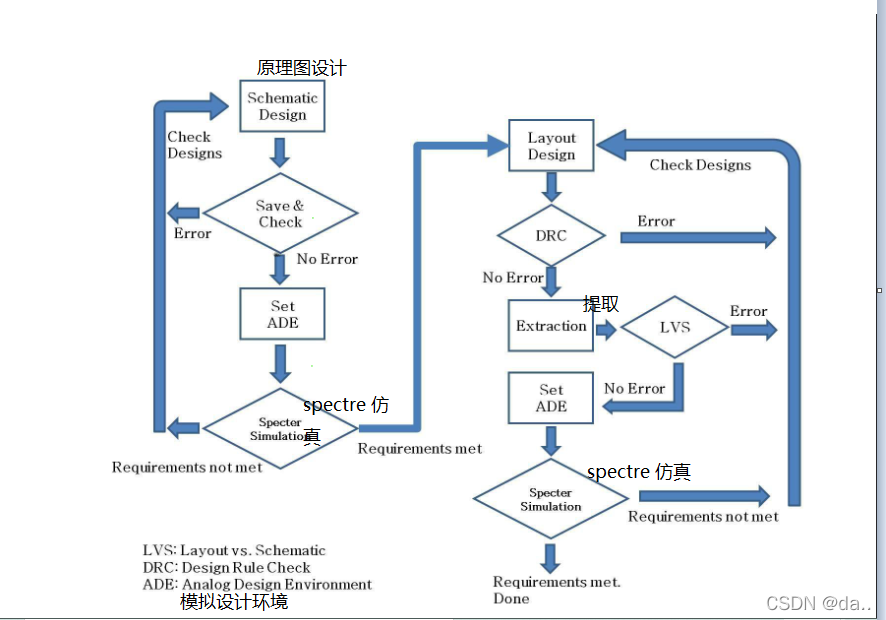 原理图设计
Schematic
Design
Check
Designs
Save &
Check
Error
No Error
Set
ADE
spectre 仿
真
Specter
Simulation
Requirements not met
Requirements met
Layout
Design
Check Designs
DRC
Error
No Error
提取
Extraction
LVS
Error
No Error
Set
ADE
spectre 仿真
Specter
Simulation
Requirements not met
Requirements met.
Done
LVS: Layout vs. Schematic
DRC: Design Rule Check
ADE: Analog Design Environment
模拟设计环境
CSDN @da..